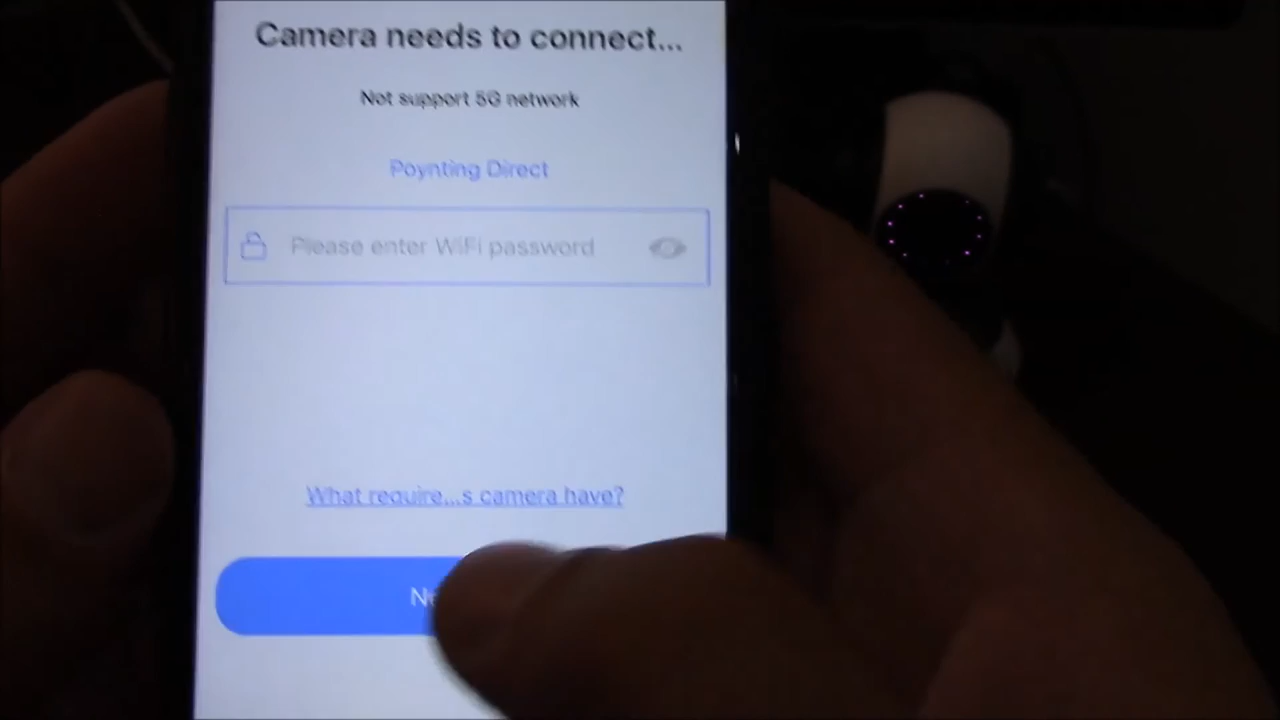 Camera needs to connect...
Not support 5G network
Poynting Direct
Please enter WiFi password
What require...s camera have?